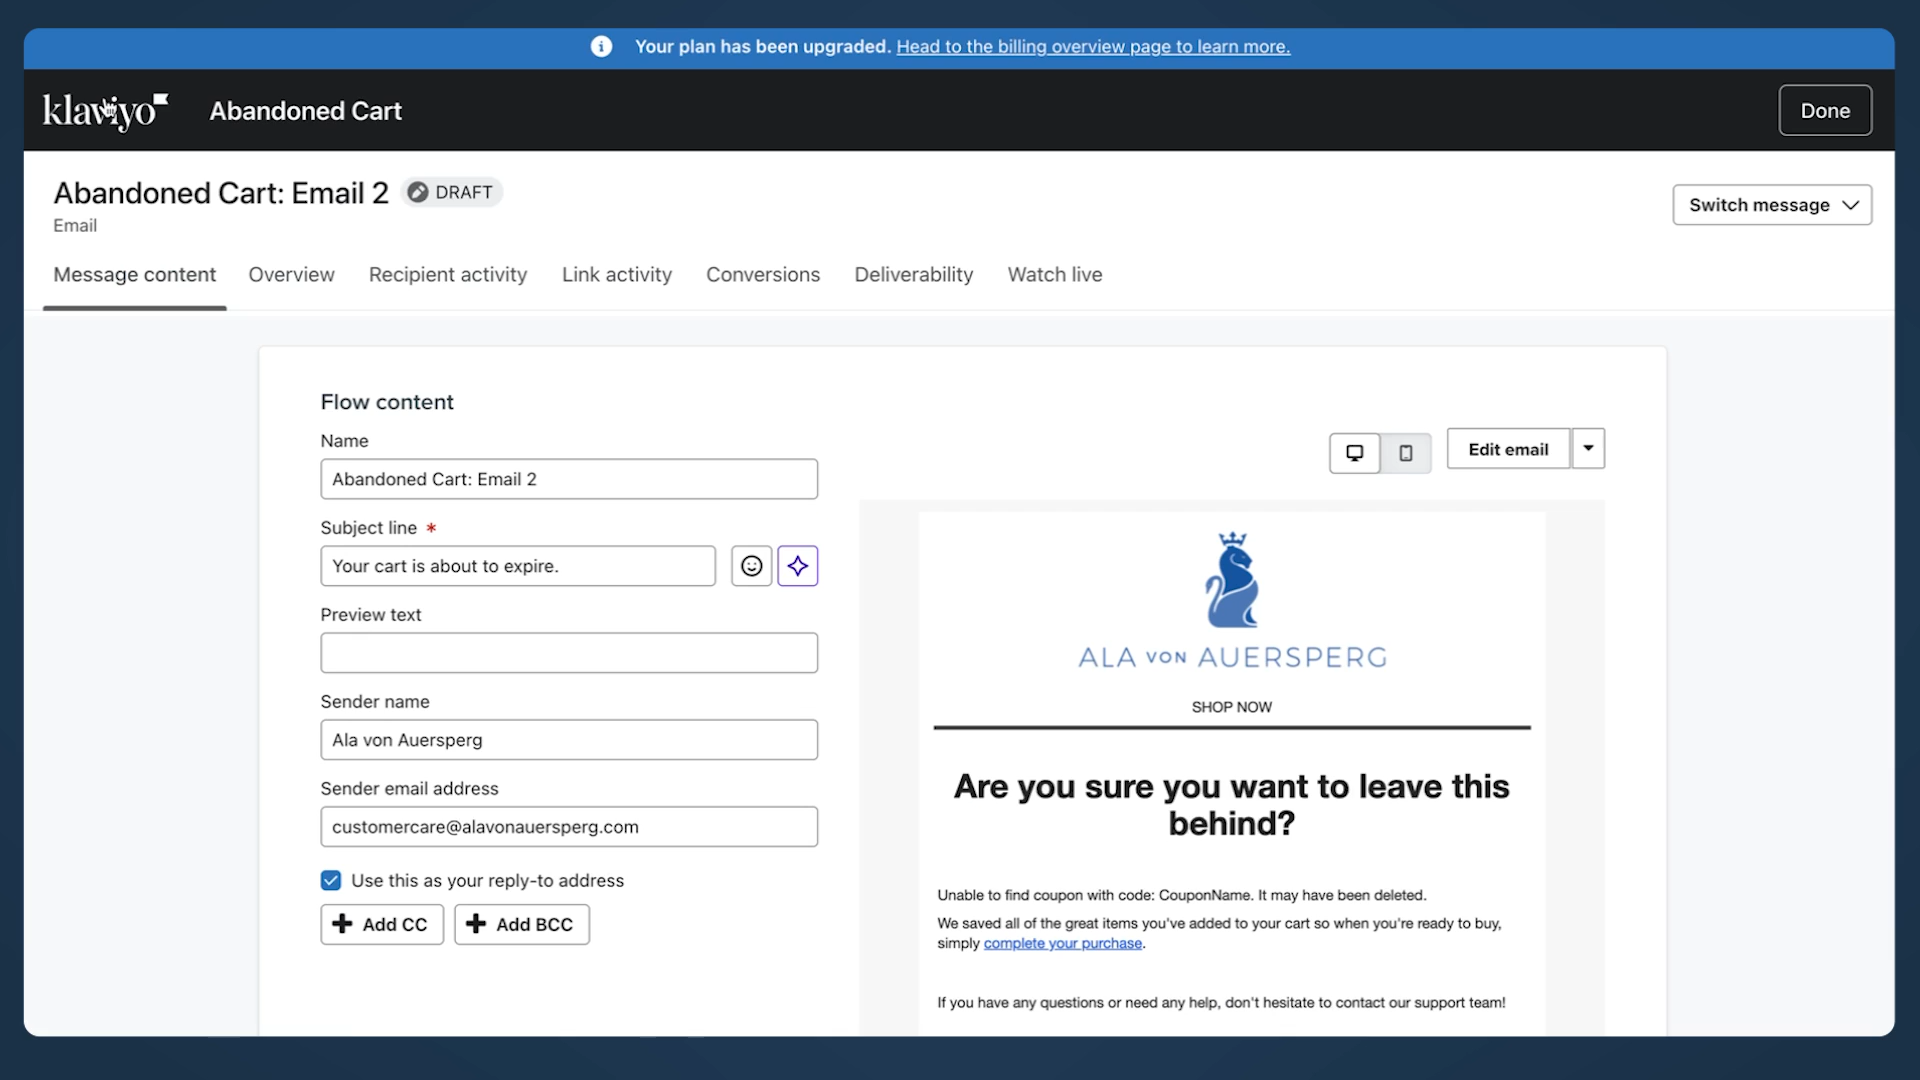 Your plan has been upgraded. Head to the billing overview page to learn more.
klaviyo
Abandoned Cart
Done
Abandoned Cart: Email 2
DRAFT
Email
Switch message
Message content
Overview
Recipient activity
Link activity
Conversions
Deliverability
Watch live
Flow content
Name
Abandoned Cart: Email 2
Subject line *
Your cart is about to expire.
Preview text
Sender name
Ala von Auersperg
Sender email address
customercare@alavonauersperg.com
Use this as your reply-to address
Add CC
Add BCC
Edit email
ALA VON AUERSPERG
SHOP NOW
Are you sure you want to leave this
behind?
Unable to find coupon with code: CouponName. It may have been deleted.
We saved all of the great items you've added to your cart so when you're ready to buy,
simply complete your purchase.
If you have any questions or need any help, don't hesitate to contact our support team!